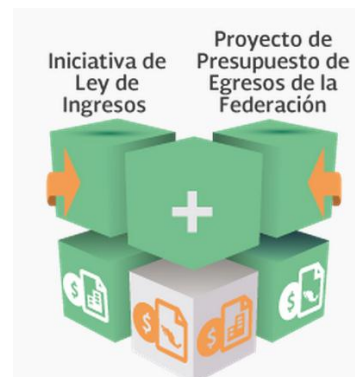 Iniciativa de
Ley de
Ingresos
Proyecto de
Presupuesto de
Egresos de la
Federación
+
$
$
$
$